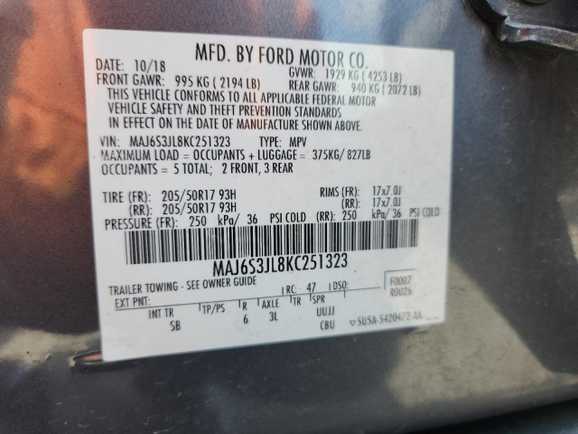 MFD. BY FORD MOTOR CO.
DATE: 10/18 GVWR: 1929 KG ( 4253 LB)
FRONT GAWR: 995 KG ( 2194 LB) REAR GAWR: 940 KG ( 2072 LB)
THIS VEHICLE CONFORMS TO ALL APPLICABLE FEDERAL MOTOR
VEHICLE SAFETY AND THEFT PREVENTION STANDARDS
IN EFFECT ON THE DATE OF MANUFACTURE SHOWN ABOVE.
VIN: MAJ6S3JL8KC251323 TYPE: MPV
MAXIMUM LOAD = OCCUPANTS + LUGGAGE = 375KG/ 827LB
OCCUPANTS = 5 TOTAL; 2 FRONT, 3 REAR
TIRE (FR): 205/50R17 93H RIMS (FR): 17x7.0J
(RR): 205/50R17 93H (RR): 17x7.0J
PRESSURE (FR): 250 kPa/ 36 PSI COLD (RR): 250 kPa/ 36 PSI COLD
MAJ6S3JL8KC251323
TRAILER TOWING - SEE OWNER GUIDE
EXT PNT: RC: 47 DSO: F0007
R0026
INT TR TP/PS R AXLE TR SPR
SB 6 3L UUJJ
CBU 5U5A-5420472-AA